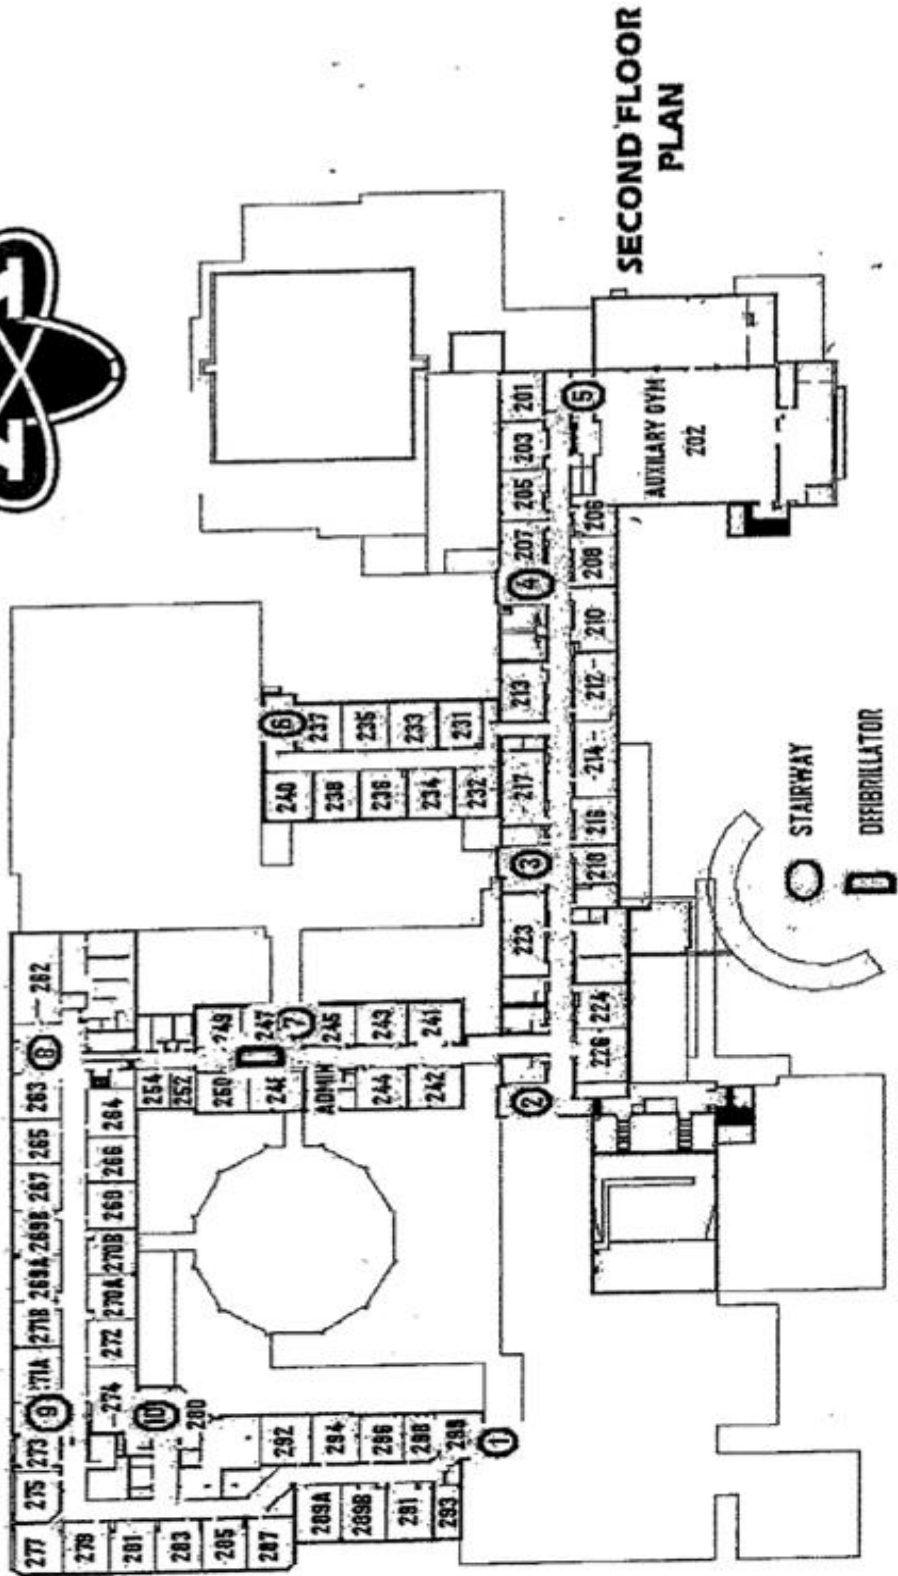 277 275 273 9 71A 271B 269A 269B 267 265 263 8 262
279 274 272 270A 270B 268 266 264
281 10 254
283 280 252
285 250 249
287 292 248 247
7 6
240 237
289A 294 ADMIN 245
238 235
289B 296 244 243 236 233
291 298 242 241 234 231
293 299 232
1
2 223 3 217 213 4 207 205 203 201
5
226 224 218 216 214 212 210 208 206
AUXILIARY GYM
202
SECOND FLOOR
PLAN
STAIRWAY
D DEFIBRILLATOR